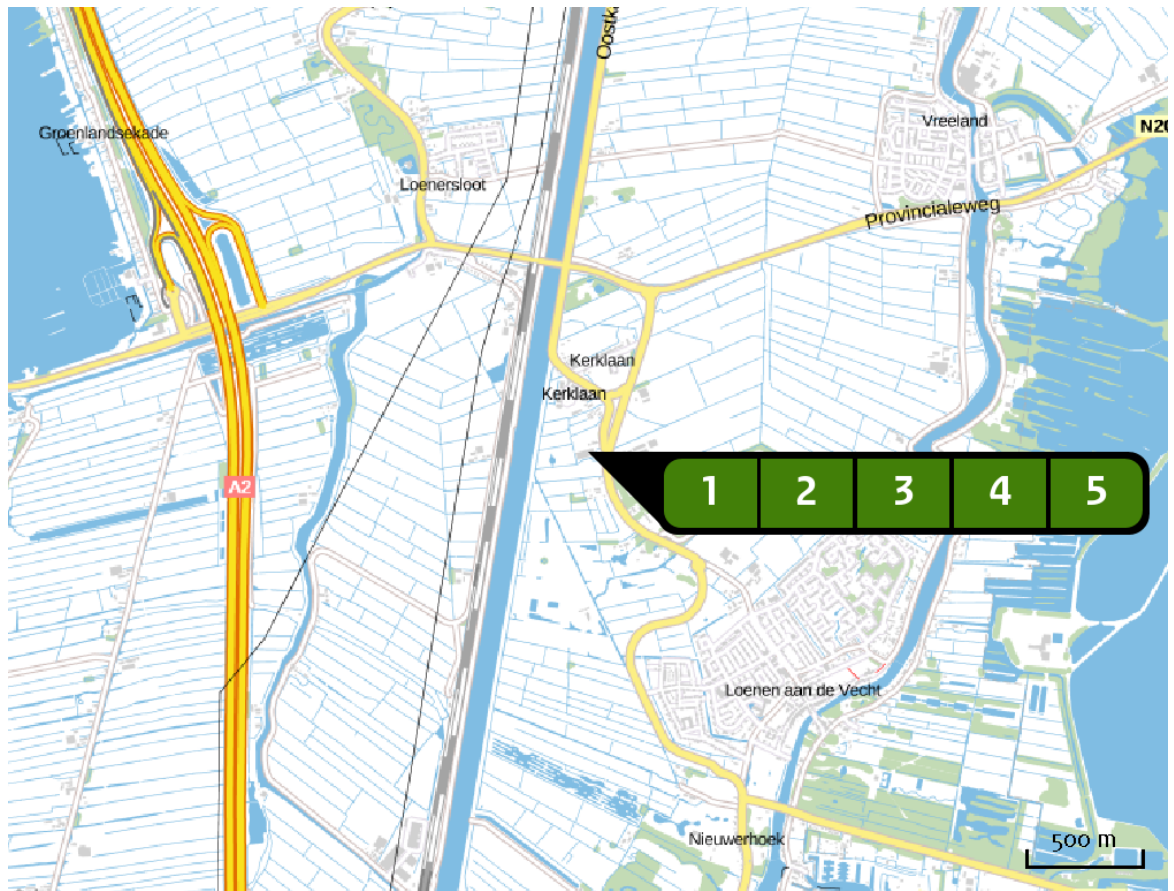 Oostka
Groenlandsekade
Vreeland
N20
Loenersloot
Provincialeweg
Kerklaan
Kerklaan
A2
1 2 3 4 5
Loenen aan de Vecht
Nieuwerhoek
500 m